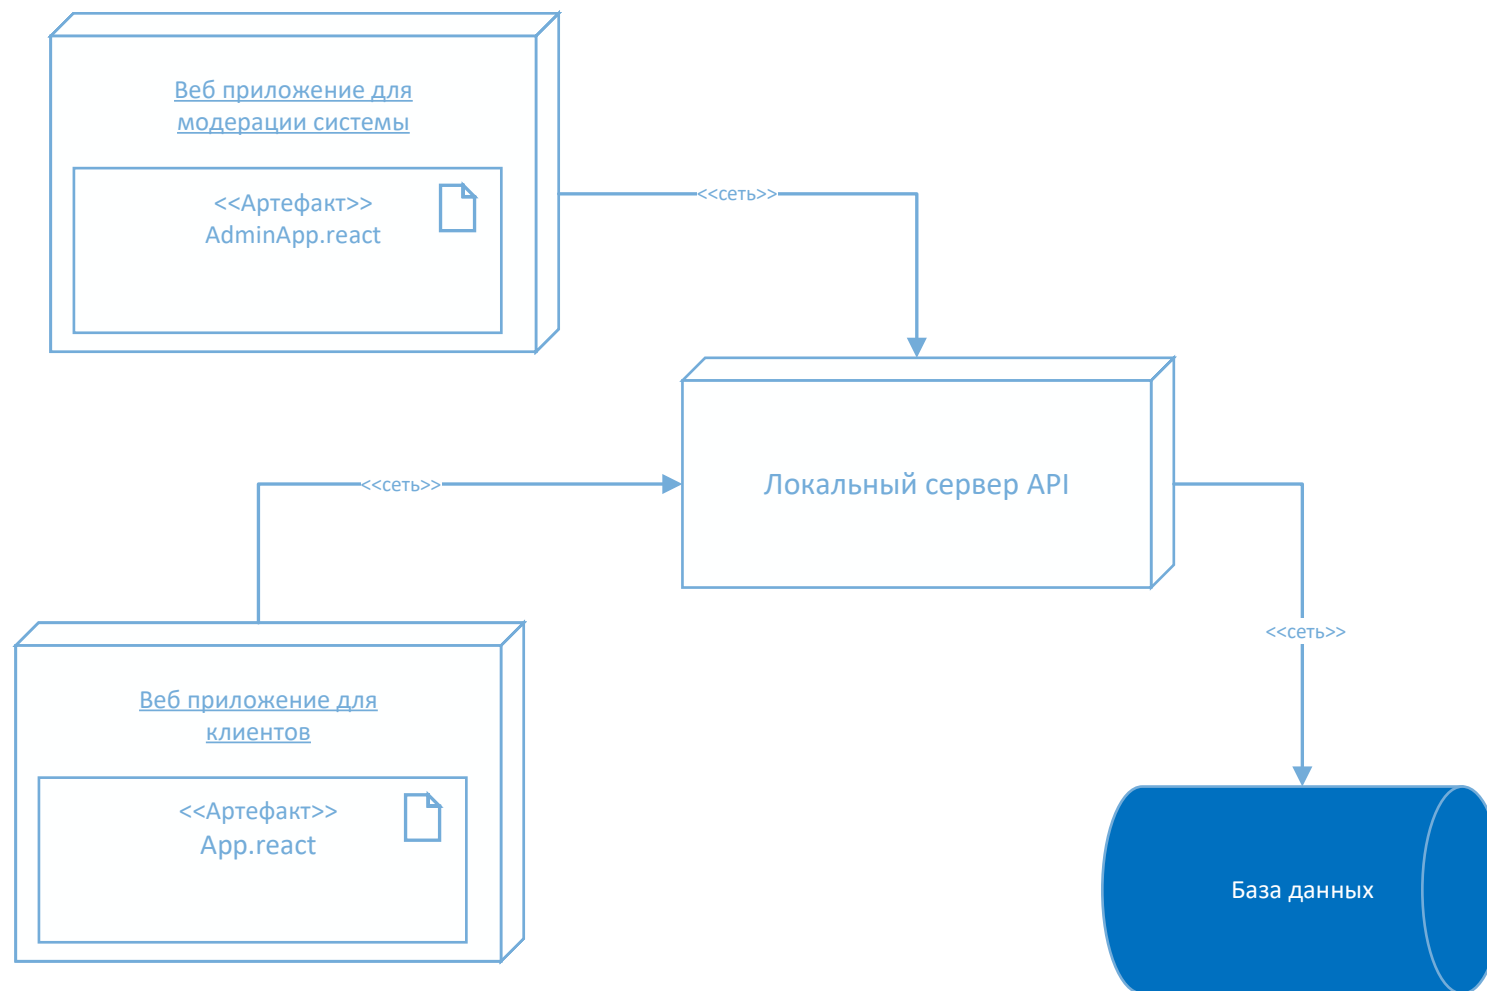 Веб приложение для
модерации системы
<<Артефакт>>
AdminApp.react
<<сеть>>
Локальный сервер API
<<сеть>>
<<сеть>>
Веб приложение для
клиентов
<<Артефакт>>
App.react
База данных